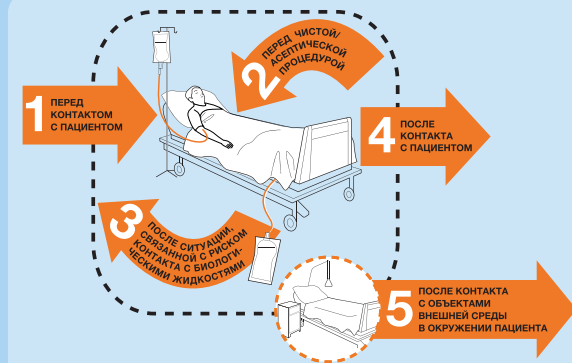 1
ПЕРЕД
КОНТАКТОМ
С ПАЦИЕНТОМ
2
ПЕРЕД ЧИСТОЙ/
АСЕПТИЧЕСКОЙ
ПРОЦЕДУРОЙ
3
ПОСЛЕ СИТУАЦИИ,
СВЯЗАННОЙ С РИСКОМ
КОНТАКТА С БИОЛОГИ-
ЧЕСКИМИ ЖИДКОСТЯМИ
4
ПОСЛЕ
КОНТАКТА
С ПАЦИЕНТОМ
5
ПОСЛЕ КОНТАКТА
С ОБЪЕКТАМИ
ВНЕШНЕЙ СРЕДЫ
В ОКРУЖЕНИИ ПАЦИЕНТА